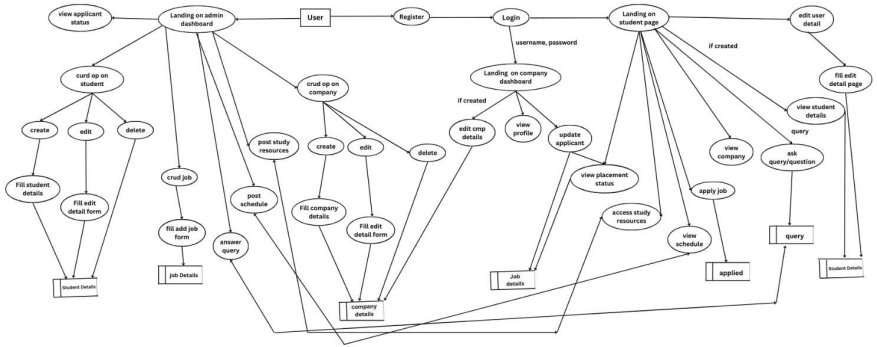 view applicant
status
Landing on admin
dashboard
User
Register
Login
Landing on
student page
edit user
detail
username, password
if created
curd op on
student
crud op on
company
Landing on company
dashboard
fill edit
detail page
if created
view student
details
query
create
edit
delete
post study
resources
create
edit
delete
edit cmp
details
view
profile
update
applicant
view
company
ask
query/question
crud job
view placement
status
apply job
Fill student
details
Fill edit
detail form
post
schedule
Fill company
details
access study
resources
fill add job
form
answer
query
Fill edit
detail form
view
schedule
query
Student Details
Job Details
company
details
Job
details
applied
Student Details